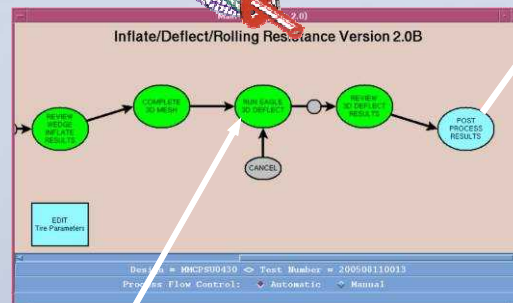 Inflate/Deflect/Rolling Resistance Version 2.0B
REVIEW
WEDGE
INFLATE
RESULTS
COMPLETE
3D MESH
RUN EAGLE
3D DEFLECT
REVIEW
3D DEFLECT
RESULTS
POST
PROCESS
RESULTS
CANCEL
EDIT
Tire Parameters
Design = MMCPSU0430 <> Test Number = 200508110013
Process Flow Control: Automatic Manual